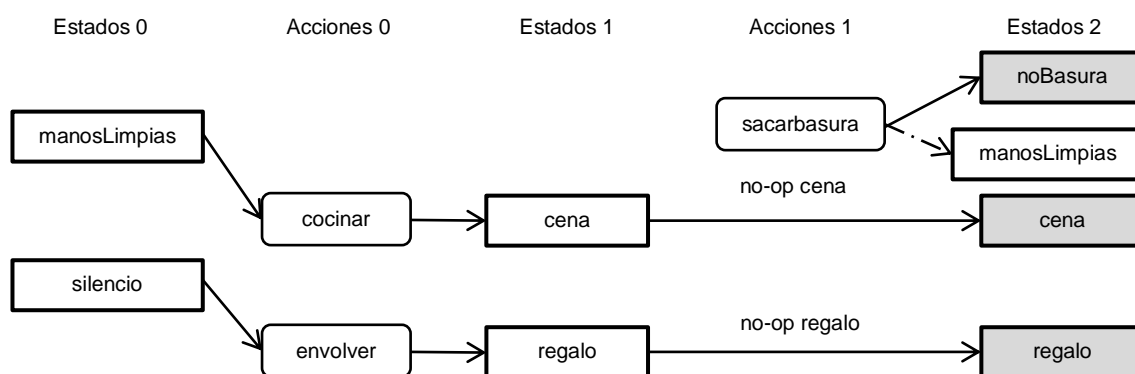 Estados 0 Acciones 0 Estados 1 Acciones 1 Estados 2
noBasura
manosLimpias sacarbasura
manosLimpias
no-op cena
cocinar cena cena
silencio
no-op regalo
envolver regalo regalo